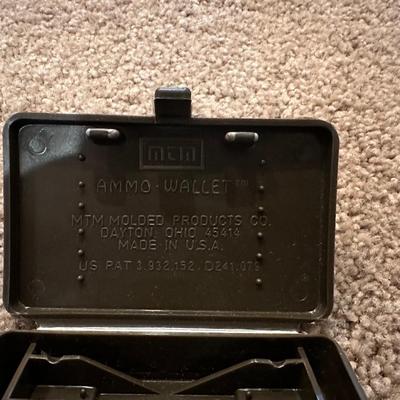 mtm
AMMO-WALLET™
MTM MOLDED PRODUCTS CO.
DAYTON, OHIO 45414
MADE IN U.S.A.
US PAT 3,932,152 - D241,079